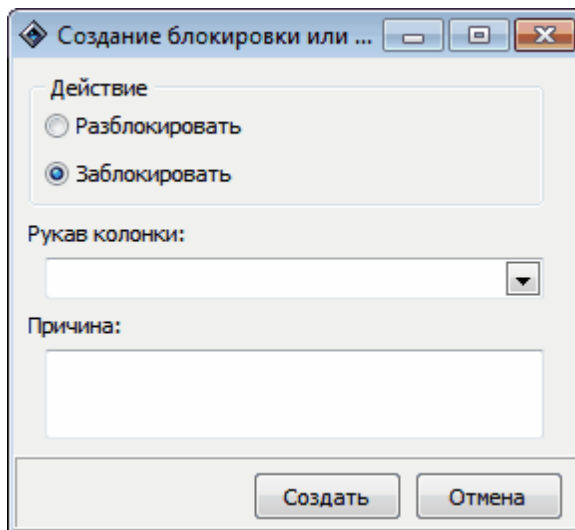 Создание блокировки или ...
Действие
Разблокировать
Заблокировать
Рукав колонки:
Причина:
Создать
Отмена